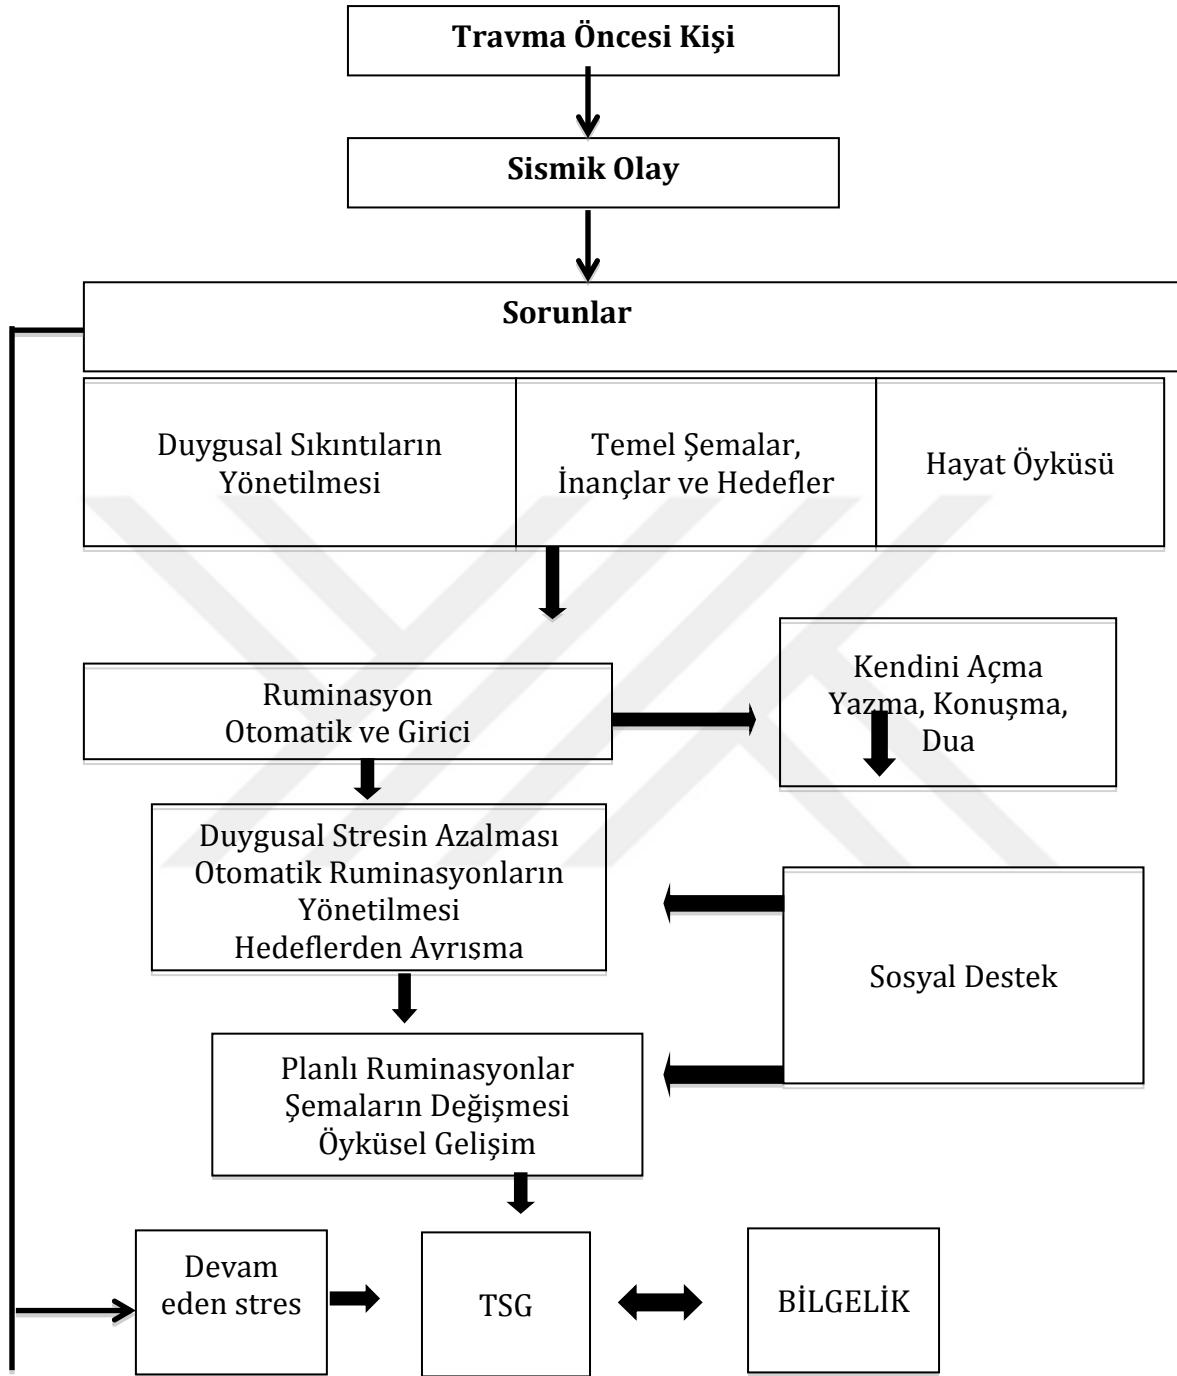 Travma Öncesi Kişi
Sismik Olay
Sorunlar
Duygusal Sıkıntıların
Yönetilmesi
Temel Şemalar,
İnançlar ve Hedefler
Hayat Öyküsü
Ruminasyon
Otomatik ve Girici
Kendini Açma
Yazma, Konuşma,
Dua
Duygusal Stresin Azalması
Otomatik Ruminasyonların
Yönetilmesi
Hedeflerden Ayrışma
Sosyal Destek
Planlı Ruminasyonlar
Şemaların Değişmesi
Öyküsel Gelişim
Devam
eden stres
TSG
BİLGELİK